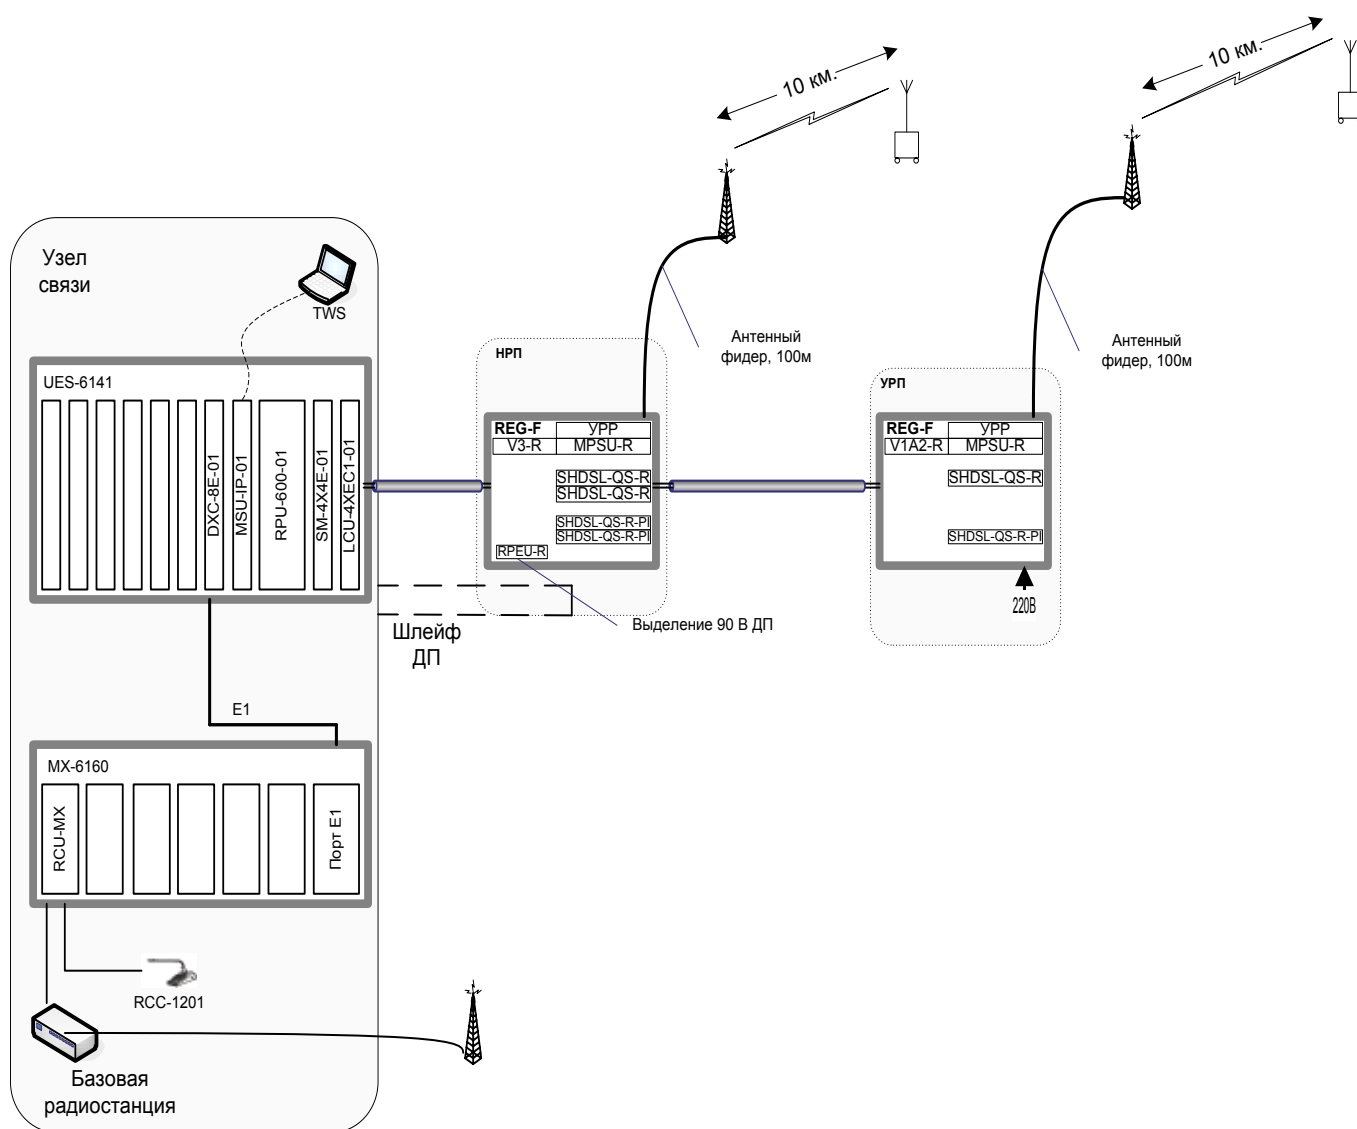 10 км.
10 км.
Узел
связи
TWS
Антенный
фидер, 100м
Антенный
фидер, 100м
НРП
УРП
UES-6141
DXC-8E-01
MSU-IP-01
RPU-600-01
SM-4X4E-01
LCU-4XEC1-01
REG-F
УРР
V3-R
MPSU-R
SHDSL-QS-R
SHDSL-QS-R
SHDSL-QS-R-PI
SHDSL-QS-R-PI
RPEU-R
REG-F
УРР
V1A2-R
MPSU-R
SHDSL-QS-R
SHDSL-QS-R-PI
220В
Выделение 90 В ДП
Шлейф
ДП
E1
MX-6160
RCU-MX
Порт E1
RCC-1201
Базовая
радиостанция